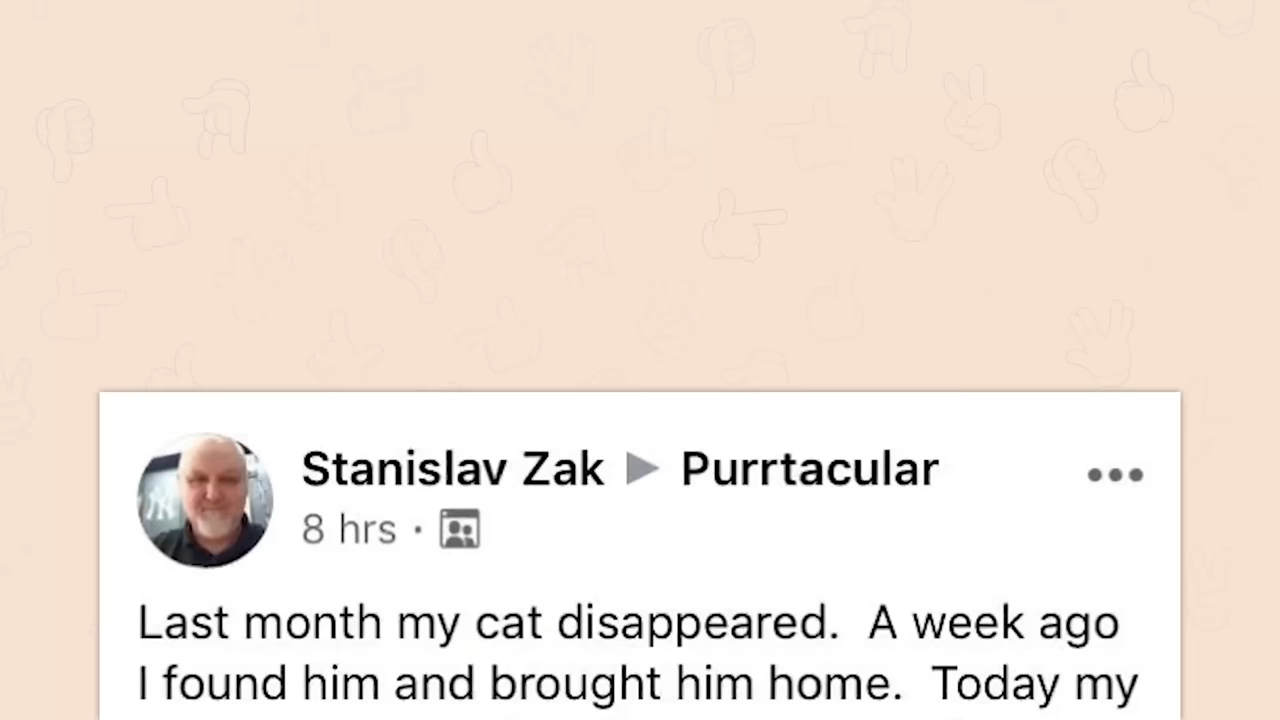 Stanislav Zak ▶ Purrtacular
8 hrs ·
Last month my cat disappeared. A week ago
I found him and brought him home. Today my